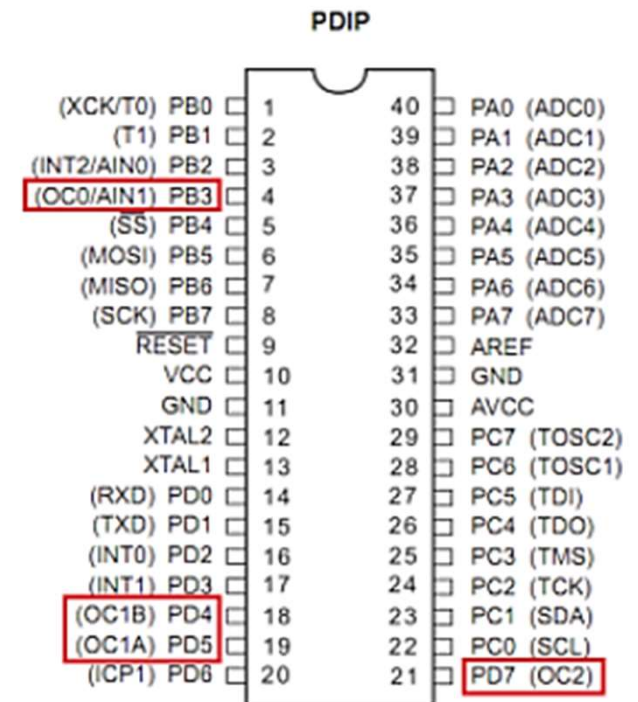 PDIP
(XCK/T0) PB0 1 40 PA0 (ADC0)
(T1) PB1 2 39 PA1 (ADC1)
(INT2/AIN0) PB2 3 38 PA2 (ADC2)
(OC0/AIN1) PB3 4 37 PA3 (ADC3)
(SS) PB4 5 36 PA4 (ADC4)
(MOSI) PB5 6 35 PA5 (ADC5)
(MISO) PB6 7 34 PA6 (ADC6)
(SCK) PB7 8 33 PA7 (ADC7)
RESET 9 32 AREF
VCC 10 31 GND
GND 11 30 AVCC
XTAL2 12 29 PC7 (TOSC2)
XTAL1 13 28 PC6 (TOSC1)
(RXD) PD0 14 27 PC5 (TDI)
(TXD) PD1 15 26 PC4 (TDO)
(INT0) PD2 16 25 PC3 (TMS)
(INT1) PD3 17 24 PC2 (TCK)
(OC1B) PD4 18 23 PC1 (SDA)
(OC1A) PD5 19 22 PC0 (SCL)
(ICP1) PD6 20 21 PD7 (OC2)